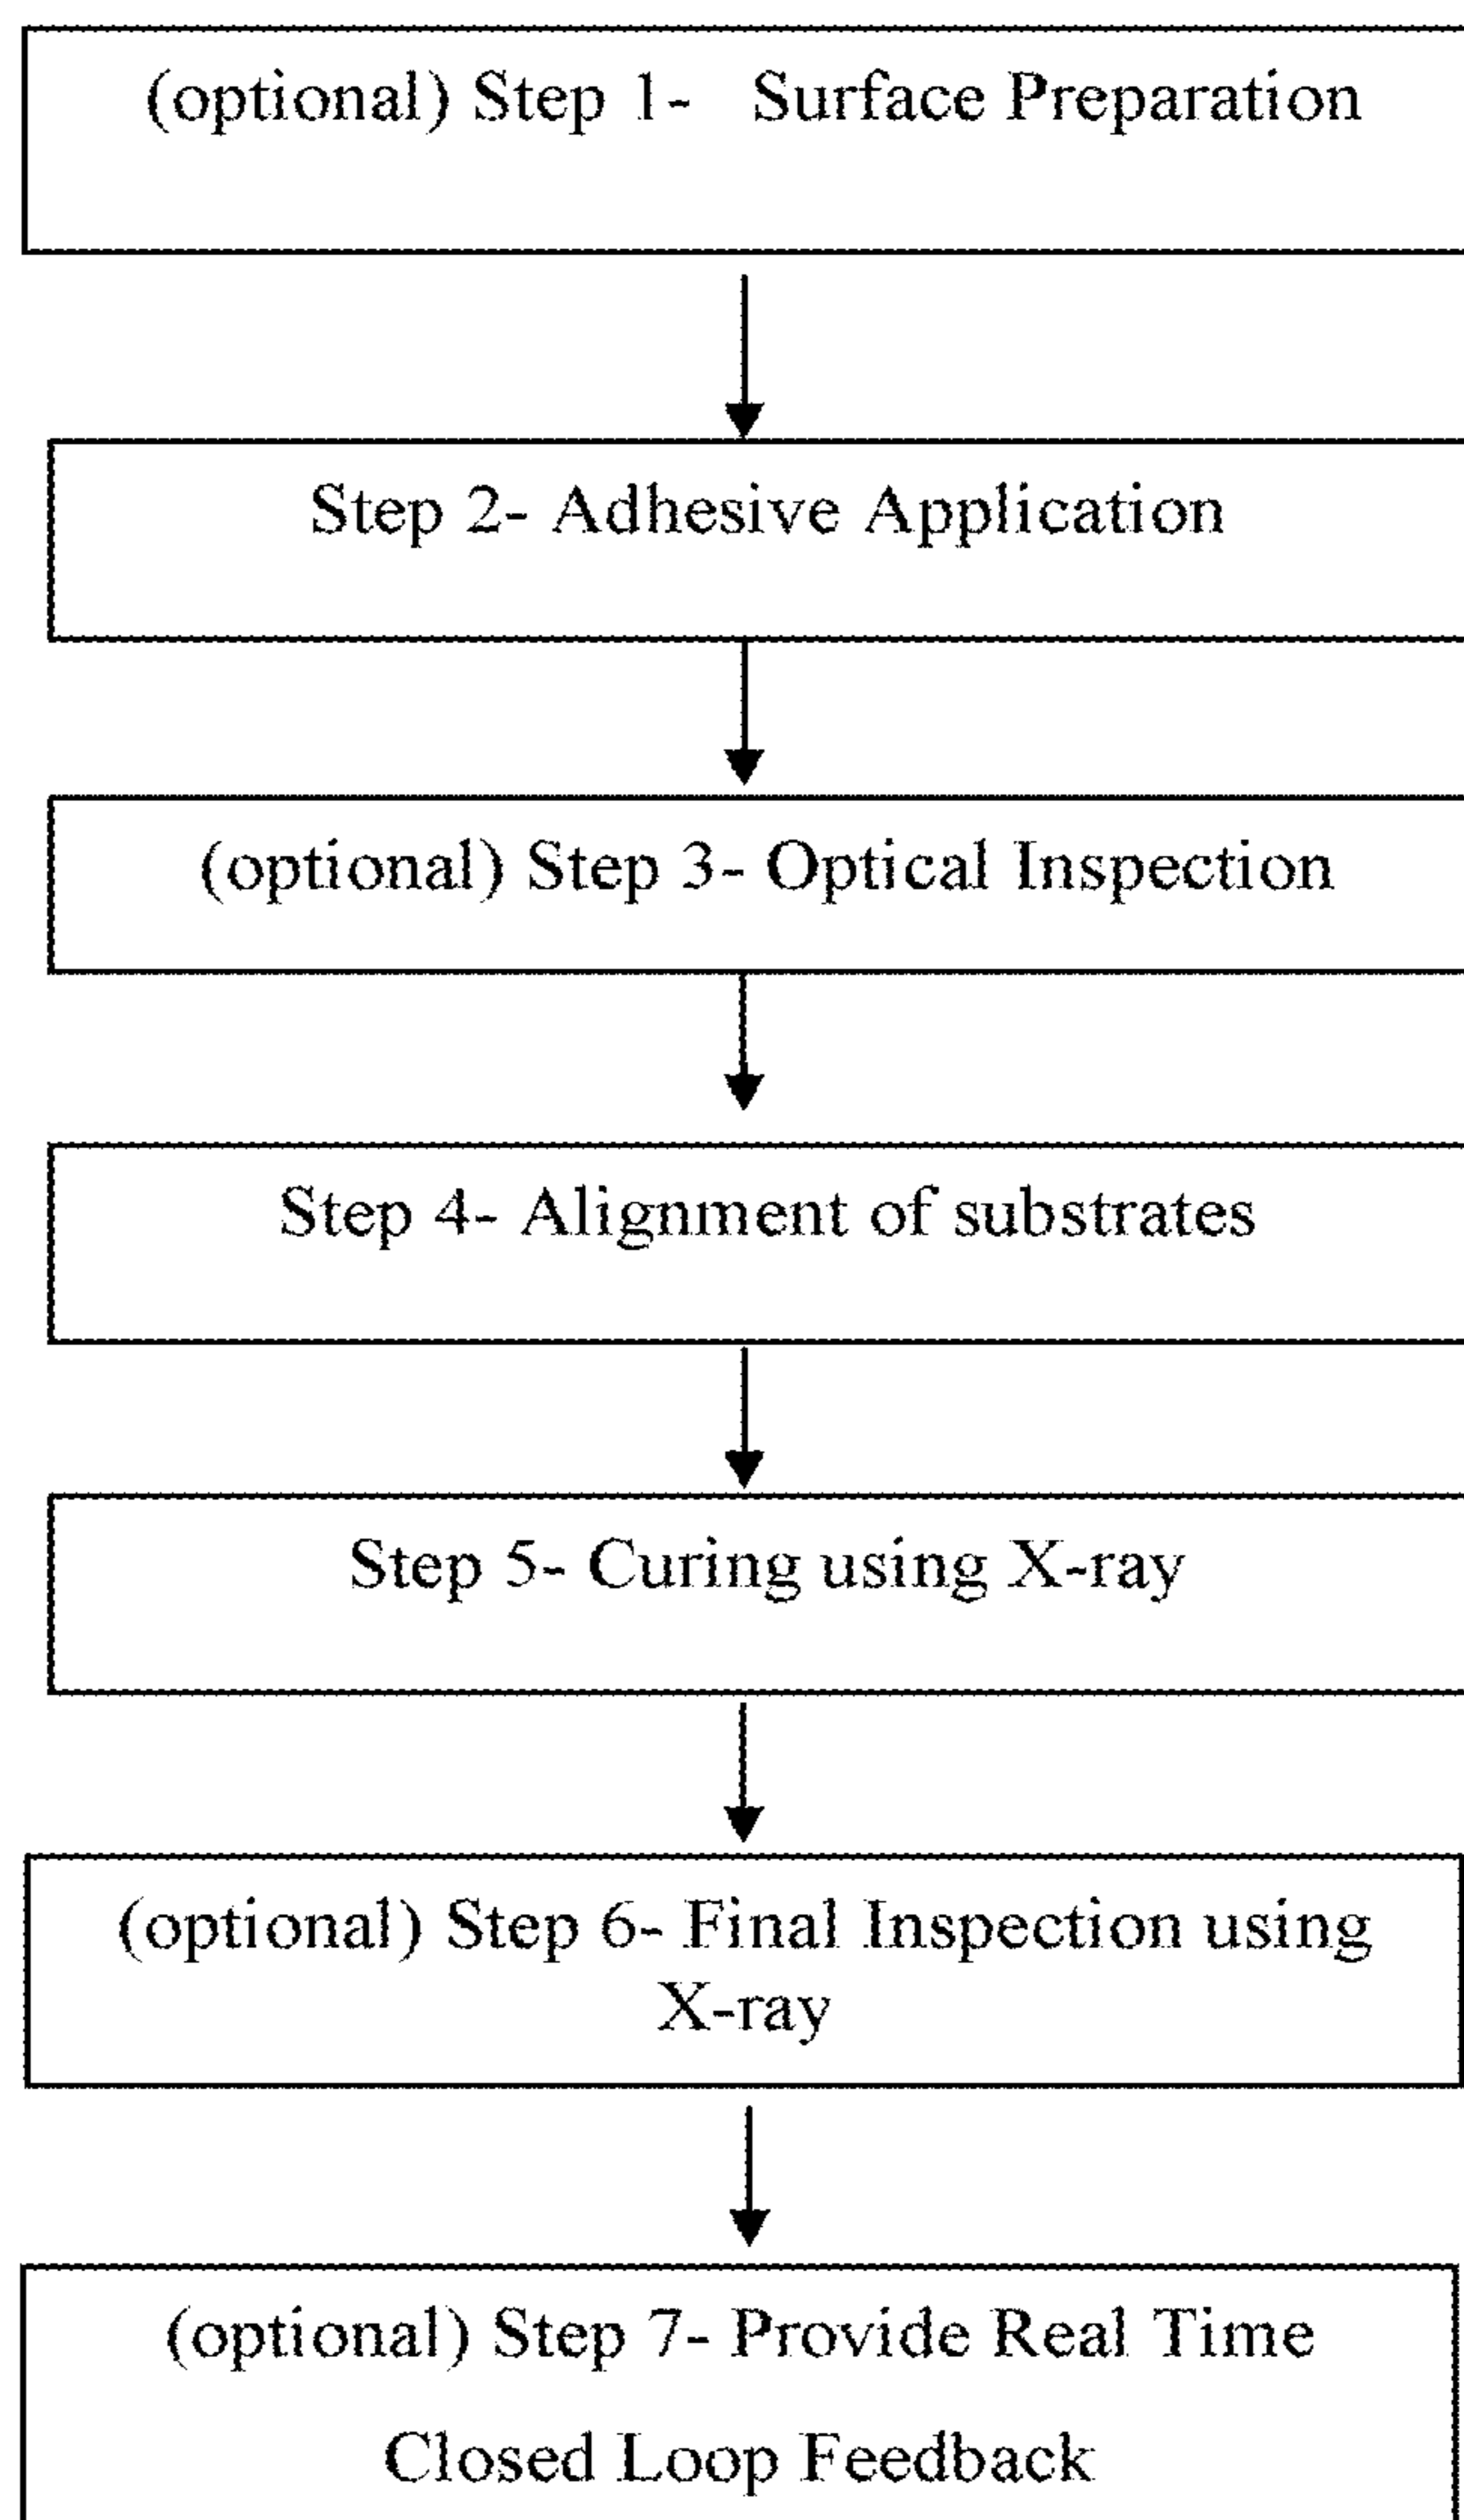 (optional) Step 1- Surface Preparation
Step 2- Adhesive Application
(optional) Step 3- Optical Inspection
Step 4- Alignment of substrates
Step 5- Curing using X-ray
(optional) Step 6- Final Inspection using
X-ray
(optional) Step 7- Provide Real Time
Closed Loop Feedback